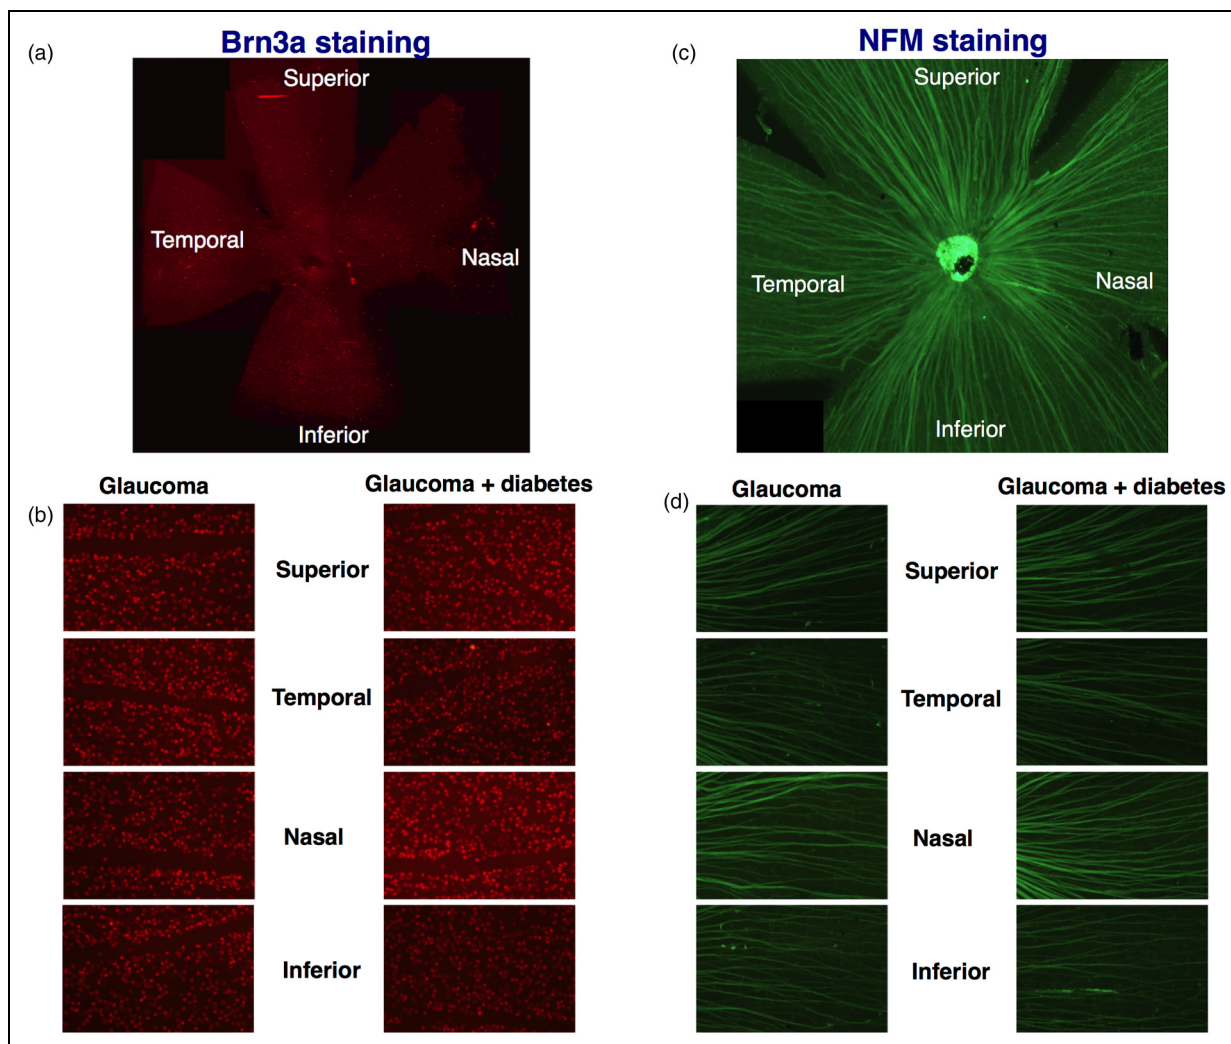 (a)
Brn3a staining
Superior
Temporal
Nasal
Inferior
(b)
Glaucoma
Glaucoma + diabetes
Superior
Temporal
Nasal
Inferior
(c)
NFM staining
Superior
Temporal
Nasal
Inferior
(d)
Glaucoma
Glaucoma + diabetes
Superior
Temporal
Nasal
Inferior